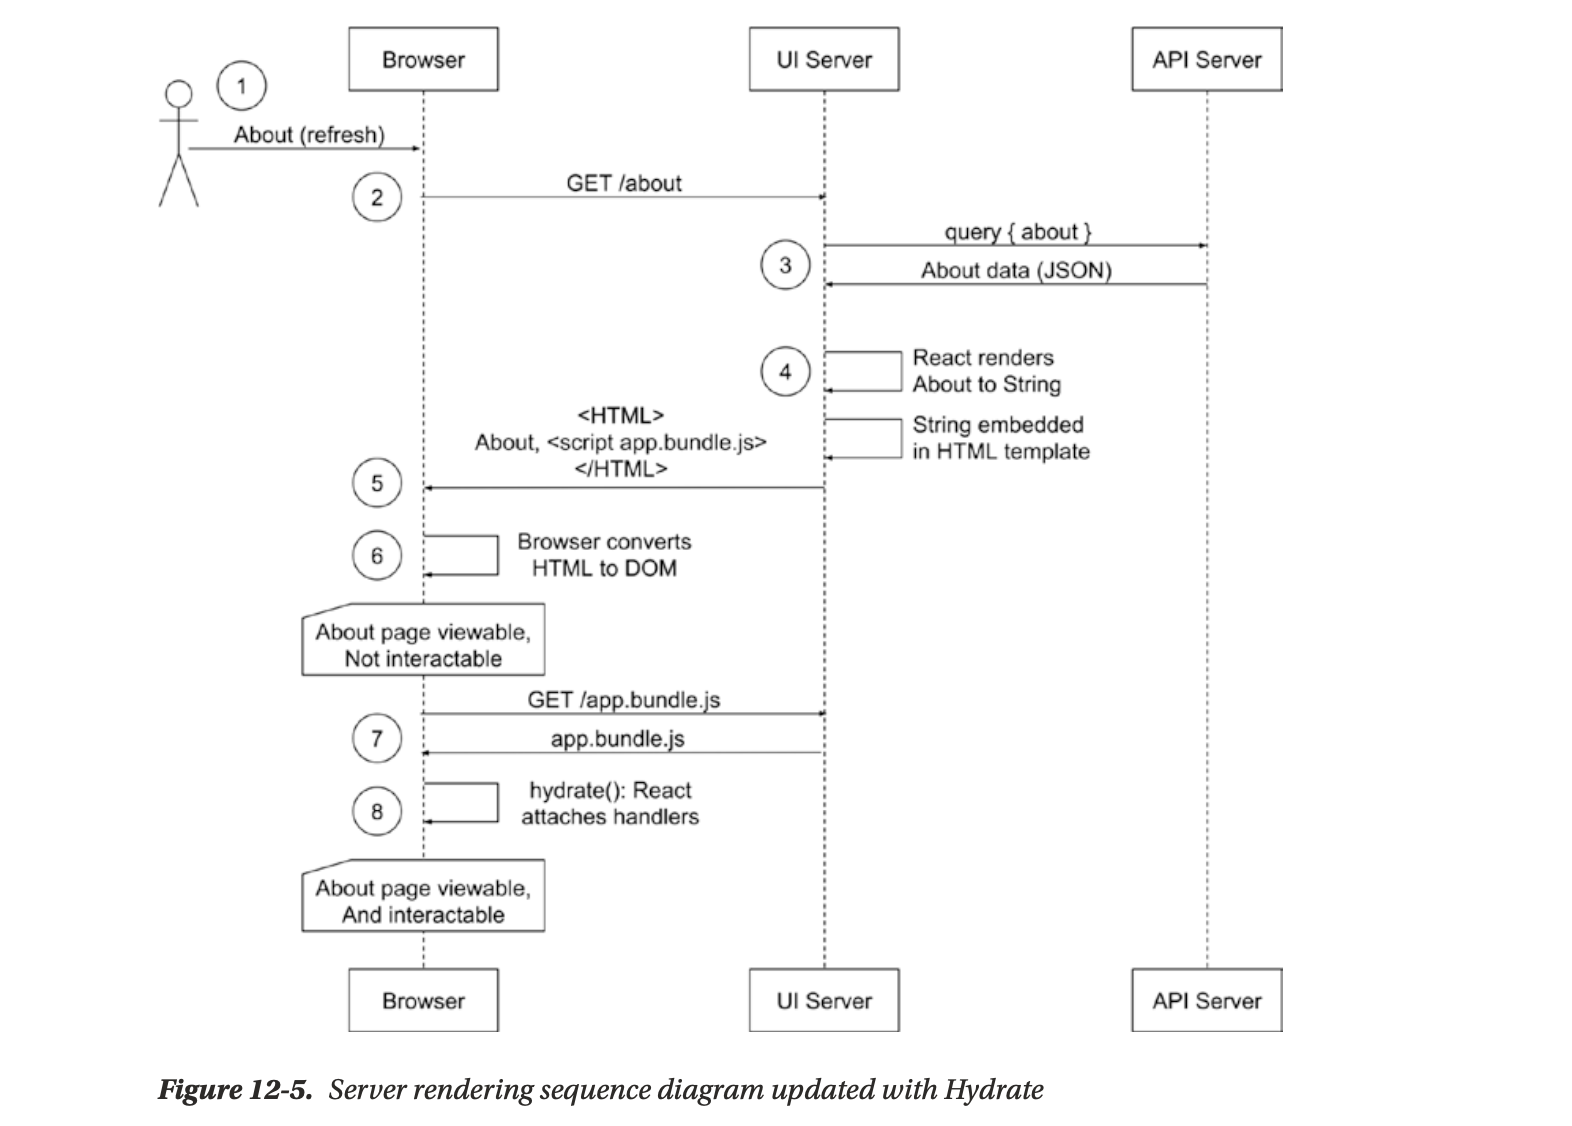 Browser
UI Server
API Server
1
About (refresh)
2
GET /about
query { about }
3
About data (JSON)
4
React renders
About to String
<HTML>
About, <script app.bundle.js>
</HTML>
String embedded
in HTML template
5
6
Browser converts
HTML to DOM
About page viewable,
Not interactable
GET /app.bundle.js
7
app.bundle.js
8
hydrate(): React
attaches handlers
About page viewable,
And interactable
Browser
UI Server
API Server
Figure 12-5. Server rendering sequence diagram updated with Hydrate